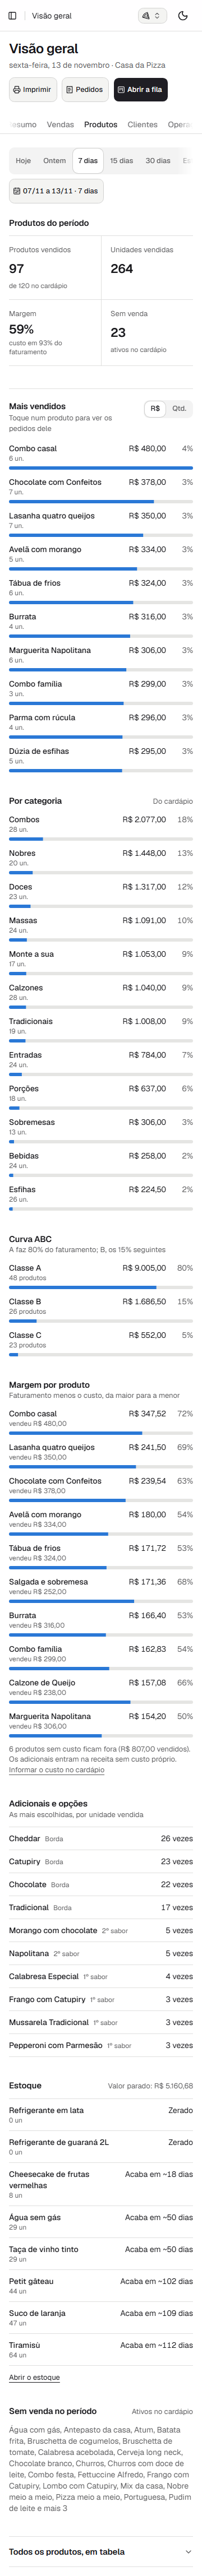 Visão geral
Visão geral
sexta-feira, 13 de novembro · Casa da Pizza
Imprimir
Pedidos
Abrir a fila
esumo Vendas Produtos Clientes Opera
Hoje Ontem 7 dias 15 dias 30 dias Es
07/11 a 13/11 · 7 dias
Produtos do período
Produtos vendidos
97
de 120 no cardápio
Unidades vendidas
264
Margem
59%
custo em 93% do
faturamento
Sem venda
23
ativos no cardápio
Mais vendidos
R$ Qtd.
Toque num produto para ver os
pedidos dele
Combo casal R$ 480,00 4%
6 un.
Chocolate com Confeitos R$ 378,00 3%
7 un.
Lasanha quatro queijos R$ 350,00 3%
7 un.
Avelã com morango R$ 334,00 3%
5 un.
Tábua de frios R$ 324,00 3%
6 un.
Burrata R$ 316,00 3%
4 un.
Marguerita Napolitana R$ 306,00 3%
6 un.
Combo família R$ 299,00 3%
3 un.
Parma com rúcula R$ 296,00 3%
4 un.
Dúzia de esfihas R$ 295,00 3%
5 un.
Por categoria Do cardápio
Combos R$ 2.077,00 18%
28 un.
Nobres R$ 1.448,00 13%
20 un.
Doces R$ 1.317,00 12%
23 un.
Massas R$ 1.091,00 10%
24 un.
Monte a sua R$ 1.053,00 9%
17 un.
Calzones R$ 1.040,00 9%
28 un.
Tradicionais R$ 1.008,00 9%
19 un.
Entradas R$ 784,00 7%
24 un.
Porções R$ 637,00 6%
18 un.
Sobremesas R$ 306,00 3%
13 un.
Bebidas R$ 258,00 2%
24 un.
Esfihas R$ 224,50 2%
26 un.
Curva ABC
A faz 80% do faturamento; B, os 15% seguintes
Classe A R$ 9.005,00 80%
48 produtos
Classe B R$ 1.686,50 15%
26 produtos
Classe C R$ 552,00 5%
23 produtos
Margem por produto
Faturamento menos o custo, da maior para a menor
Combo casal R$ 347,52 72%
vendeu R$ 480,00
Lasanha quatro queijos R$ 241,50 69%
vendeu R$ 350,00
Chocolate com Confeitos R$ 239,54 63%
vendeu R$ 378,00
Avelã com morango R$ 180,00 54%
vendeu R$ 334,00
Tábua de frios R$ 171,72 53%
vendeu R$ 324,00
Salgada e sobremesa R$ 171,36 68%
vendeu R$ 252,00
Burrata R$ 166,40 53%
vendeu R$ 316,00
Combo família R$ 162,83 54%
vendeu R$ 299,00
Calzone de Queijo R$ 157,08 66%
vendeu R$ 238,00
Marguerita Napolitana R$ 154,20 50%
vendeu R$ 306,00
6 produtos sem custo ficam fora (R$ 807,00 vendidos).
Os adicionais entram na receita sem custo próprio.
Informar o custo no cardápio
Adicionais e opções
As mais escolhidas, por unidade vendida
Cheddar Borda 26 vezes
Catupiry Borda 23 vezes
Chocolate Borda 22 vezes
Tradicional Borda 17 vezes
Morango com chocolate 2º sabor 5 vezes
Napolitana 2º sabor 5 vezes
Calabresa Especial 1º sabor 4 vezes
Frango com Catupiry 1º sabor 3 vezes
Mussarela Tradicional 1º sabor 3 vezes
Pepperoni com Parmesão 1º sabor 3 vezes
Estoque Valor parado: R$ 5.160,68
Refrigerante em lata Zerado
0 un
Refrigerante de guaraná 2L Zerado
0 un
Cheesecake de frutas Acaba em ~18 dias
vermelhas
8 un
Água sem gás Acaba em ~50 dias
29 un
Taça de vinho tinto Acaba em ~50 dias
29 un
Petit gâteau Acaba em ~102 dias
44 un
Suco de laranja Acaba em ~109 dias
47 un
Tiramisù Acaba em ~112 dias
64 un
Abrir o estoque
Sem venda no período Ativos no cardápio
Água com gás, Antepasto da casa, Atum, Batata
frita, Bruschetta de cogumelos, Bruschetta de
tomate, Calabresa acebolada, Cerveja long neck,
Chocolate branco, Churros, Churros com doce de
leite, Combo festa, Fettuccine Alfredo, Frango com
Catupiry, Lombo com Catupiry, Mix da casa, Nobre
meio a meio, Pizza meio a meio, Portuguesa, Pudim
de leite e mais 3
Todos os produtos, em tabela